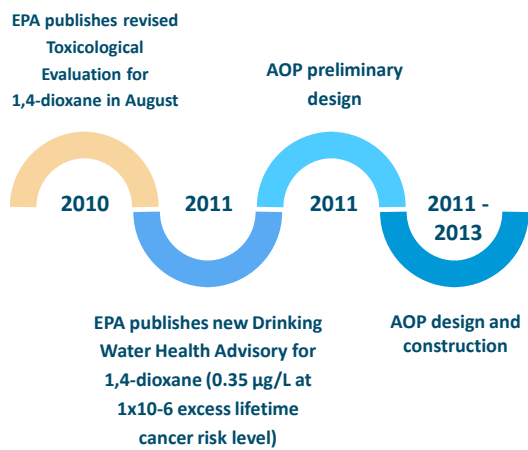 EPA publishes revised
Toxicological
Evaluation for
1,4-dioxane in August
2010
2011
EPA publishes new Drinking
Water Health Advisory for
1,4-dioxane (0.35 µg/L at
1x10-6 excess lifetime
cancer risk level)
AOP preliminary
design
2011
2011 -
2013
AOP design and
construction